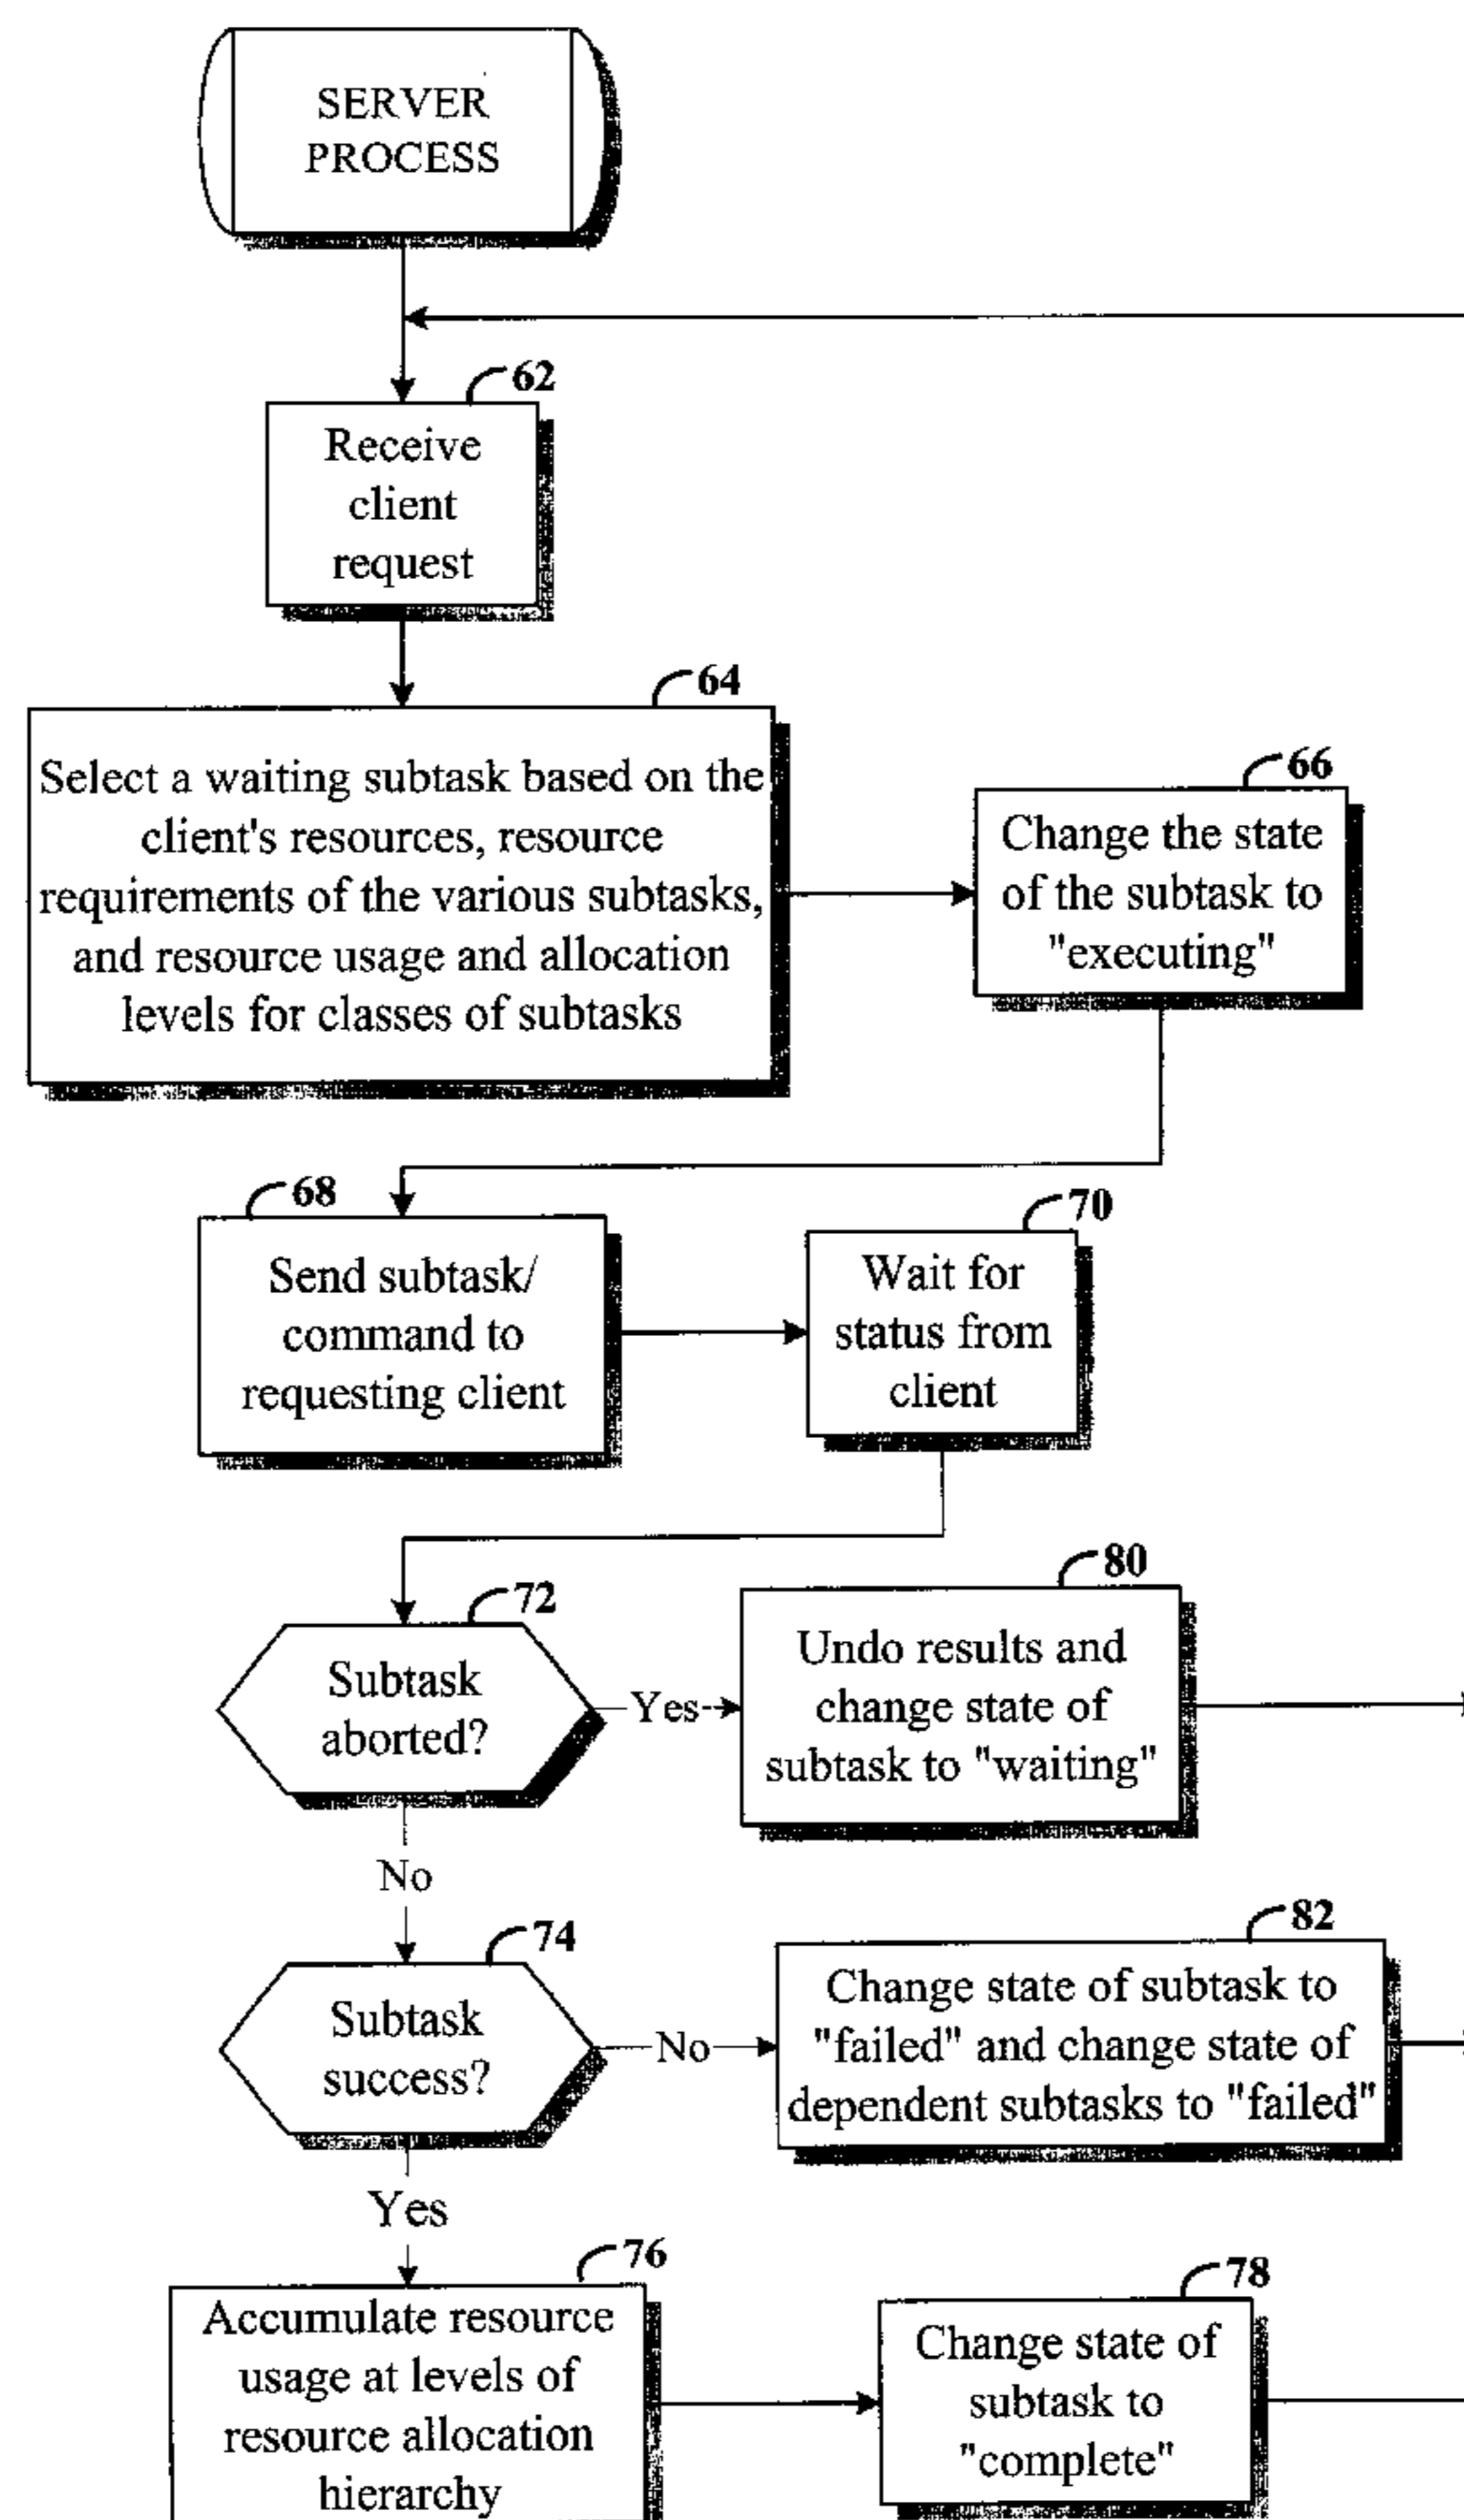 SERVER
PROCESS
62
Receive
client
request
64
Select a waiting subtask based on the
client's resources, resource
requirements of the various subtasks,
and resource usage and allocation
levels for classes of subtasks
66
Change the state
of the subtask to
"executing"
68
Send subtask/
command to
requesting client
70
Wait for
status from
client
72
Subtask
aborted?
Yes
80
Undo results and
change state of
subtask to "waiting"
No
74
Subtask
success?
No
82
Change state of subtask to
"failed" and change state of
dependent subtasks to "failed"
Yes
76
Accumulate resource
usage at levels of
resource allocation
hierarchy
78
Change state of
subtask to
"complete"